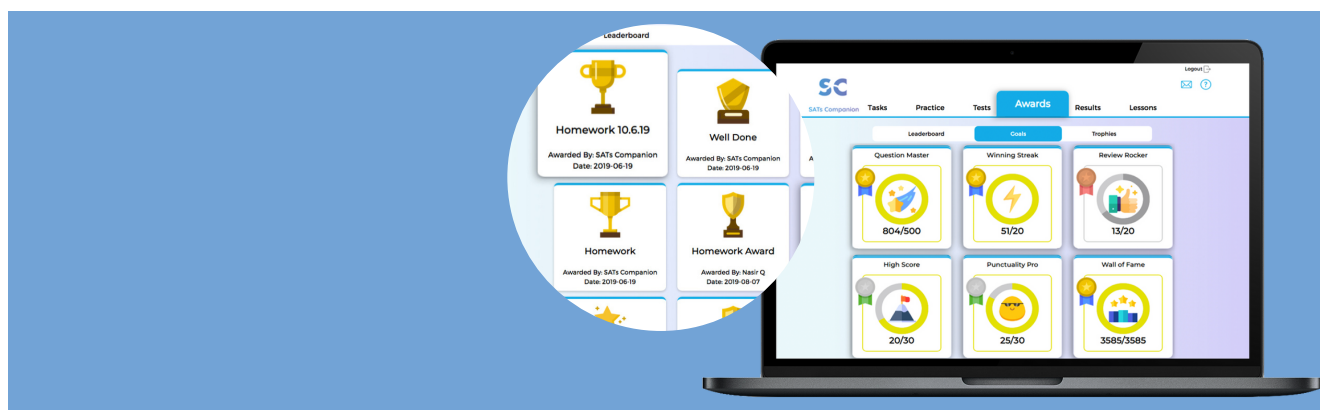 Leaderboard
Homework 10.6.19
Awarded By: SATs Companion
Date: 2019-06-19
Well Done
Awarded By: SATs Companion
Date: 2019-06-19
A
Homework
Awarded By: SATs Companion
Date: 2019-06-19
Homework Award
Awarded By: Nasir Q
Date: 2019-08-07
Logout
SC
SATs Companion
Tasks
Practice
Tests
Awards
Results
Lessons
?
Leaderboard
Goals
Trophies
Question Master
804/500
Winning Streak
51/20
Review Rocker
13/20
High Score
20/30
Punctuality Pro
25/30
Wall of Fame
3585/3585